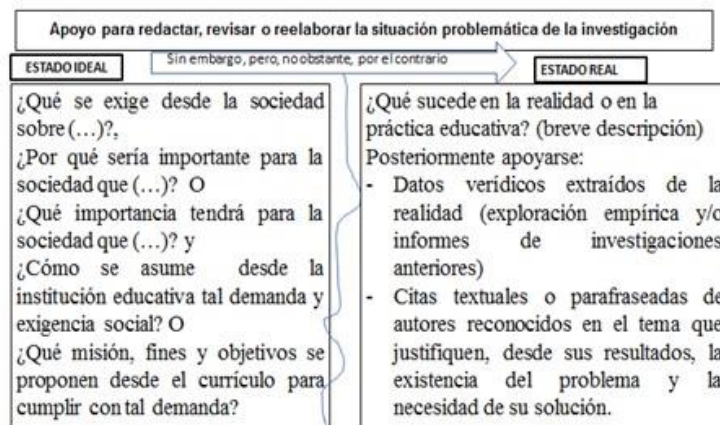 Apoyo para redactar, revisar o reelaborar la situación problemática de la investigación
Sin embargo, pero, no obstante, por el contrario
ESTADO IDEAL
ESTADO REAL
¿Qué se exige desde la sociedad
sobre (…)?,
¿Por qué sería importante para la
sociedad que (…)? O
¿Qué importancia tendrá para la
sociedad que (…)? y
¿Cómo se asume desde la
institución educativa tal demanda y
exigencia social? O
¿Qué misión, fines y objetivos se
proponen desde el currículo para
cumplir con tal demanda?
¿Qué sucede en la realidad o en la
práctica educativa? (breve descripción)
Posteriormente apoyarse:
- Datos verídicos extraídos de la
realidad (exploración empírica y/o
informes de investigaciones
anteriores)
- Citas textuales o parafraseadas de
autores reconocidos en el tema que
justifiquen, desde sus resultados, la
existencia del problema y la
necesidad de su solución.